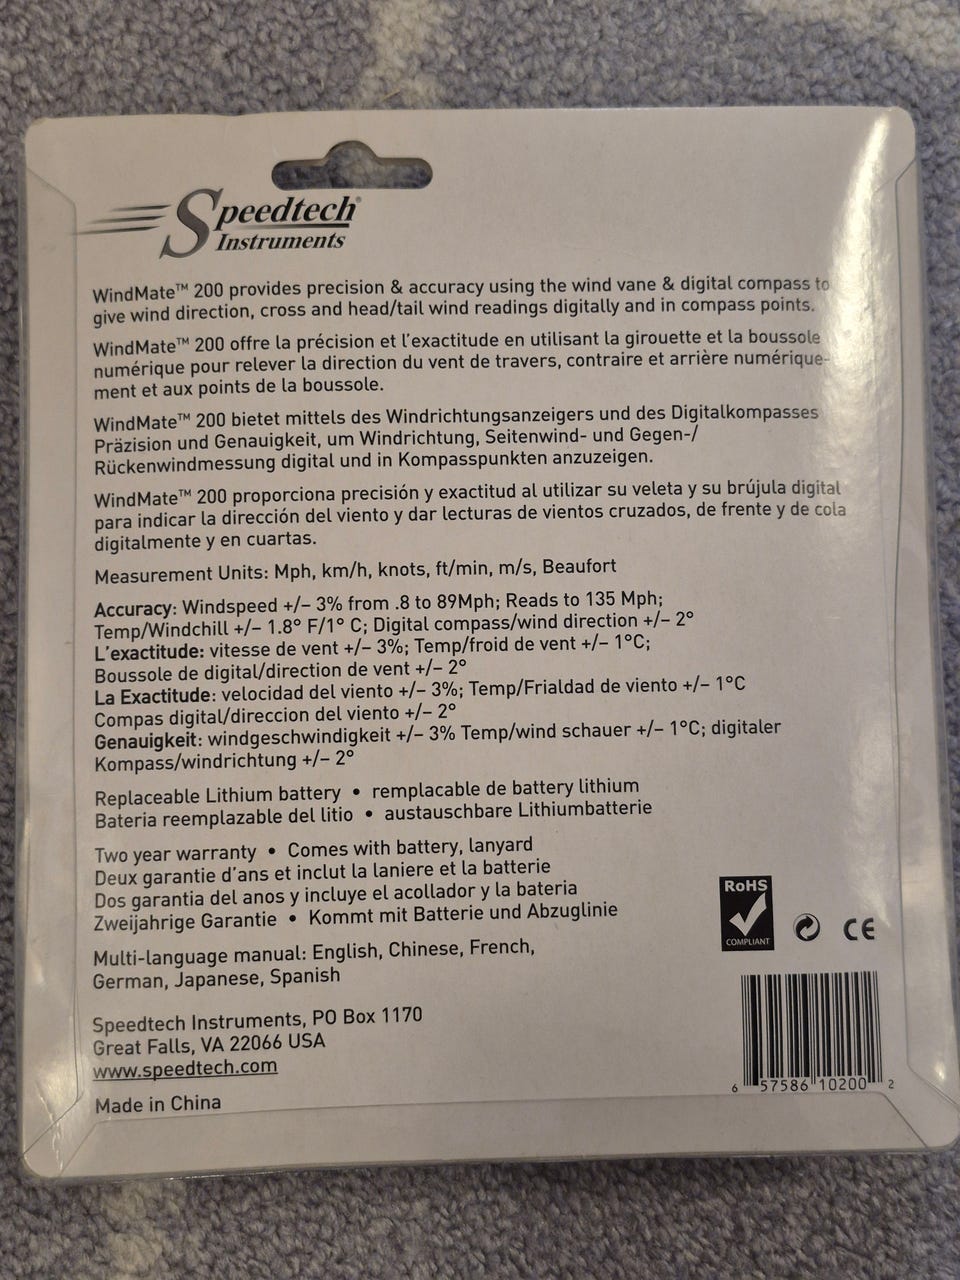 Speedtech®
Instruments
WindMate™ 200 provides precision & accuracy using the wind vane & digital compass to
give wind direction, cross and head/tail wind readings digitally and in compass points.
WindMate™ 200 offre la précision et l'exactitude en utilisant la girouette et la boussole
numérique pour relever la direction du vent de travers, contraire et arrière numérique-
ment et aux points de la boussole.
WindMate™ 200 bietet mittels des Windrichtungsanzeigers und des Digitalkompasses
Präzision und Genauigkeit, um Windrichtung, Seitenwind- und Gegen-/
Rückenwindmessung digital und in Kompasspunkten anzuzeigen.
WindMate™ 200 proporciona precisión y exactitud al utilizar su veleta y su brújula digital
para indicar la dirección del viento y dar lecturas de vientos cruzados, de frente y de cola
digitalmente y en cuartas.
Measurement Units: Mph, km/h, knots, ft/min, m/s, Beaufort
Accuracy: Windspeed +/– 3% from .8 to 89Mph; Reads to 135 Mph;
Temp/Windchill +/– 1.8° F/1° C; Digital compass/wind direction +/– 2°
L'exactitude: vitesse de vent +/– 3%; Temp/froid de vent +/– 1°C;
Boussole de digital/direction de vent +/– 2°
La Exactitude: velocidad del viento +/– 3%; Temp/Frialdad de viento +/– 1°C
Compas digital/direccion del viento +/– 2°
Genauigkeit: windgeschwindigkeit +/– 3% Temp/wind schauer +/– 1°C; digitaler
Kompass/windrichtung +/– 2°
Replaceable Lithium battery • remplacable de battery lithium
Bateria reemplazable del litio • austauschbare Lithiumbatterie
Two year warranty • Comes with battery, lanyard
Deux garantie d'ans et inclut la laniere et la batterie
Dos garantia del anos y incluye el acollador y la bateria
Zweijahrige Garantie • Kommt mit Batterie und Abzuglinie
Multi-language manual: English, Chinese, French,
German, Japanese, Spanish
Speedtech Instruments, PO Box 1170
Great Falls, VA 22066 USA
www.speedtech.com
Made in China
RoHS
COMPLIANT
CE
6 57586 10200 2